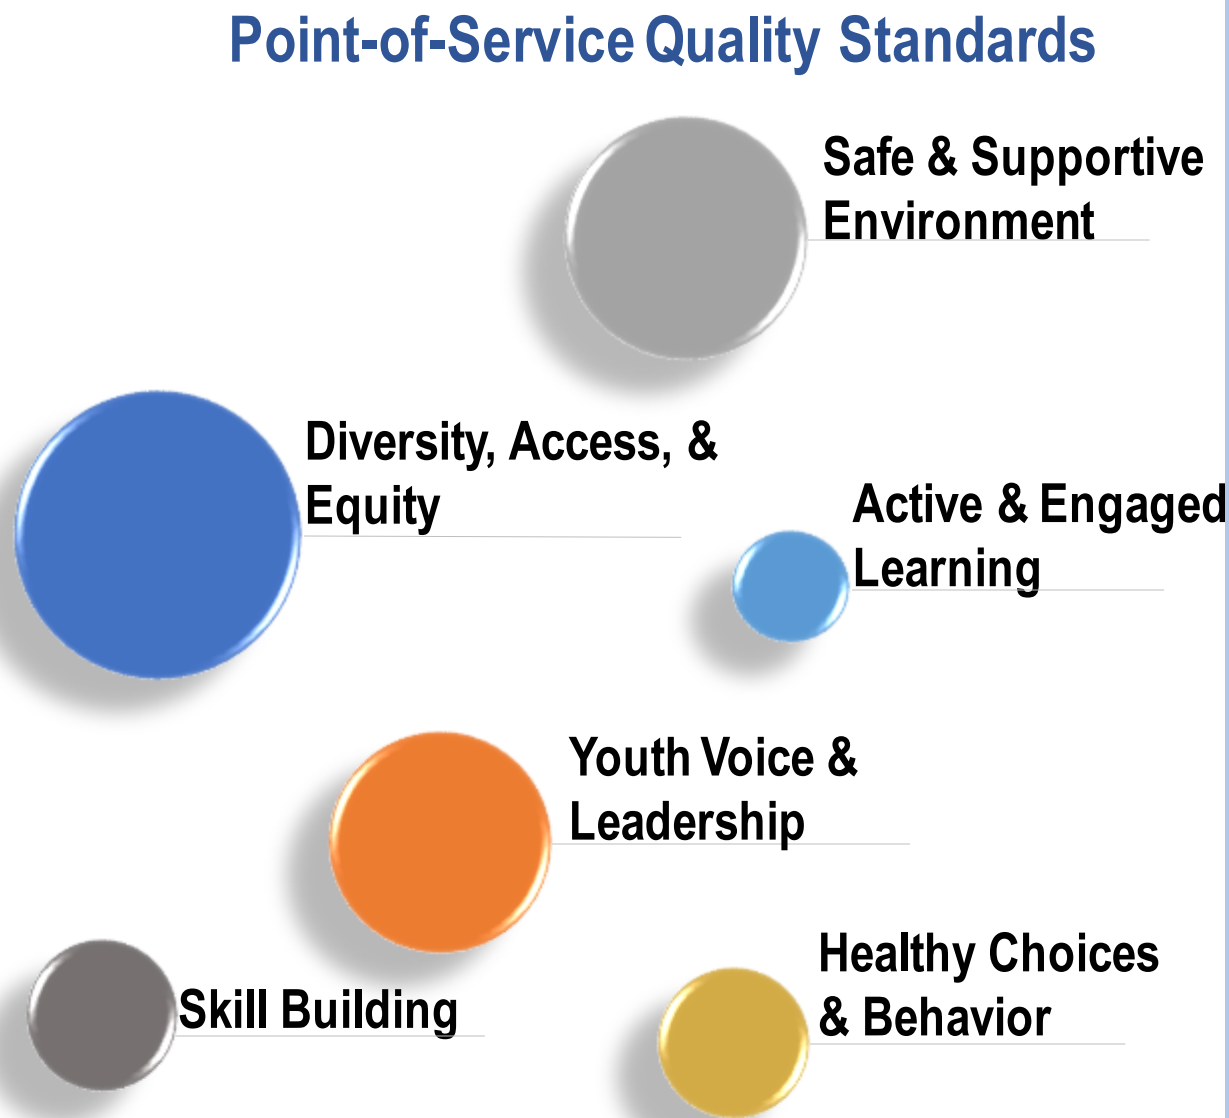 Point-of-Service Quality Standards
Safe & Supportive
Environment
Diversity, Access, &
Equity
Active & Engaged
Learning
Youth Voice &
Leadership
Skill Building
Healthy Choices
& Behavior